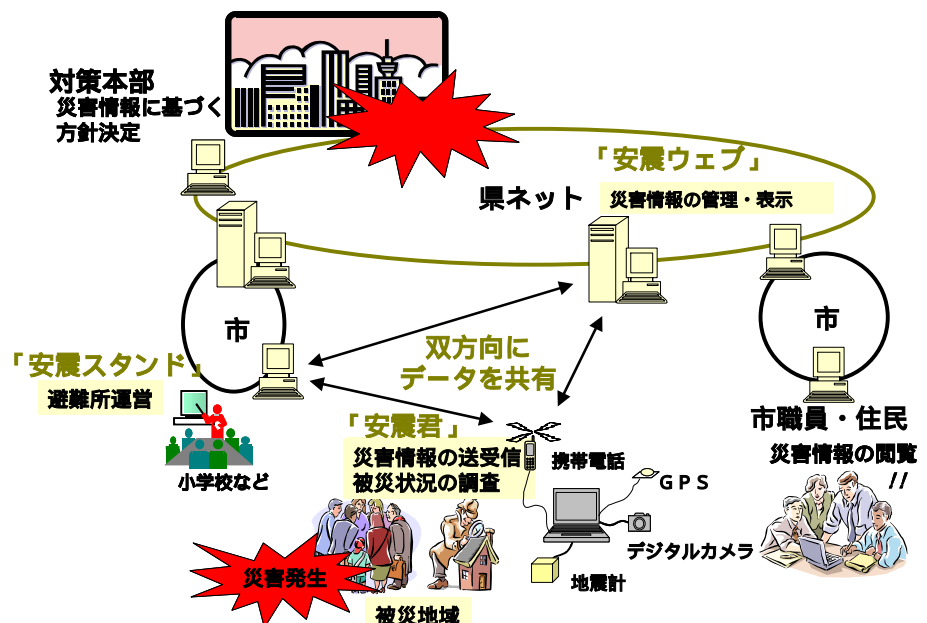 対策本部
災害情報に基づく
方針決定
「安震ウェブ」
県ネット
災害情報の管理・表示
市
市
双方向に
データを共有
「安震スタンド」
避難所運営
小学校など
「安震君」
災害情報の送受信
被災状況の調査
携帯電話
ＧＰＳ
デジタルカメラ
地震計
市職員・住民
災害情報の閲覧
災害発生
被災地域